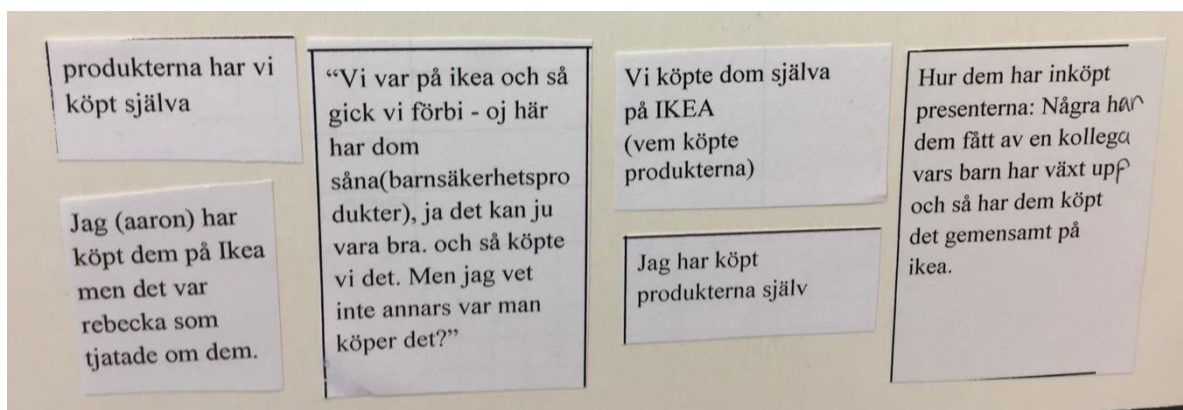 produkterna har vi
köpt själva
Jag (aaron) har
köpt dem på Ikea
men det var
rebecka som
tjatade om dem.
“Vi var på ikea och så
gick vi förbi - oj här
har dom
såna(barnsäkerhetspro
dukter), ja det kan ju
vara bra. och så köpte
vi det. Men jag vet
inte annars var man
köper det?”
Vi köpte dom själva
på IKEA
(vem köpte
produkterna)
Jag har köpt
produkterna själv
Hur dem har inköpt
presenterna: Några har
dem fått av en kollega
vars barn har växt upp
och så har dem köpt
det gemensamt på
ikea.